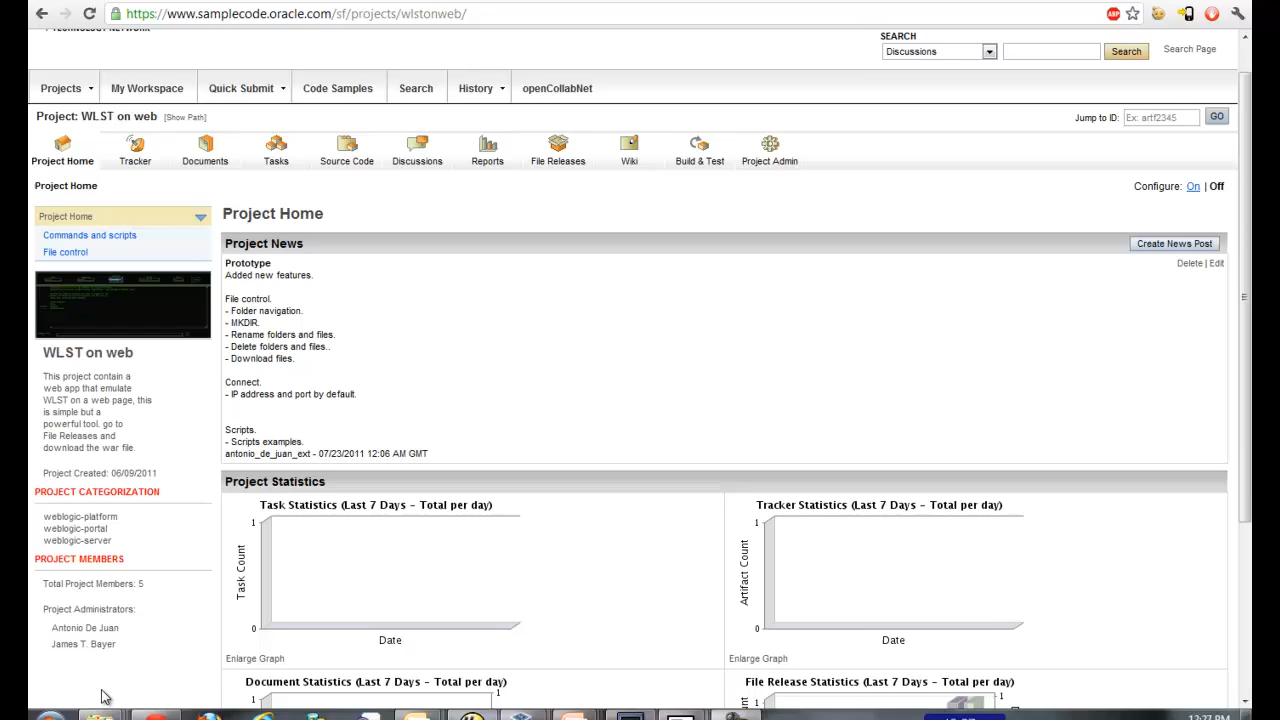 https://www.samplecode.oracle.com/sf/projects/wlstonweb/
TECHNOLOGY NETWORK
SEARCH
Discussions
Search
Search Page
Projects
My Workspace
Quick Submit
Code Samples
Search
History
openCollabNet
Project: WLST on web [Show Path]
Jump to ID:
Ex: artf2345
GO
Project Home
Tracker
Documents
Tasks
Source Code
Discussions
Reports
File Releases
Wiki
Build & Test
Project Admin
Project Home
Configure: On | Off
Project Home
Commands and scripts
File control
WLST on web
This project contain a
web app that emulate
WLST on a web page, this
is simple but a
powerful tool. go to
File Releases and
download the war file.
Project Created: 06/09/2011
PROJECT CATEGORIZATION
weblogic-platform
weblogic-portal
weblogic-server
PROJECT MEMBERS
Total Project Members: 5
Project Administrators:
Antonio De Juan
James T. Bayer
Project Home
Project News
Create News Post
Prototype
Delete | Edit
Added new features.
File control.
- Folder navigation.
- MKDIR.
- Rename folders and files.
- Delete folders and files..
- Download files.
Connect.
- IP address and port by default.
Scripts.
- Scripts examples.
antonio_de_juan_ext - 07/23/2011 12:06 AM GMT
Project Statistics
Task Statistics (Last 7 Days - Total per day)
1
Task Count
0
Date
Enlarge Graph
Tracker Statistics (Last 7 Days - Total per day)
1
Artifact Count
0
Date
Enlarge Graph
Document Statistics (Last 7 Days - Total per day)
1
1
File Release Statistics (Last 7 Days - Total per day)
1
1
12:27 PM